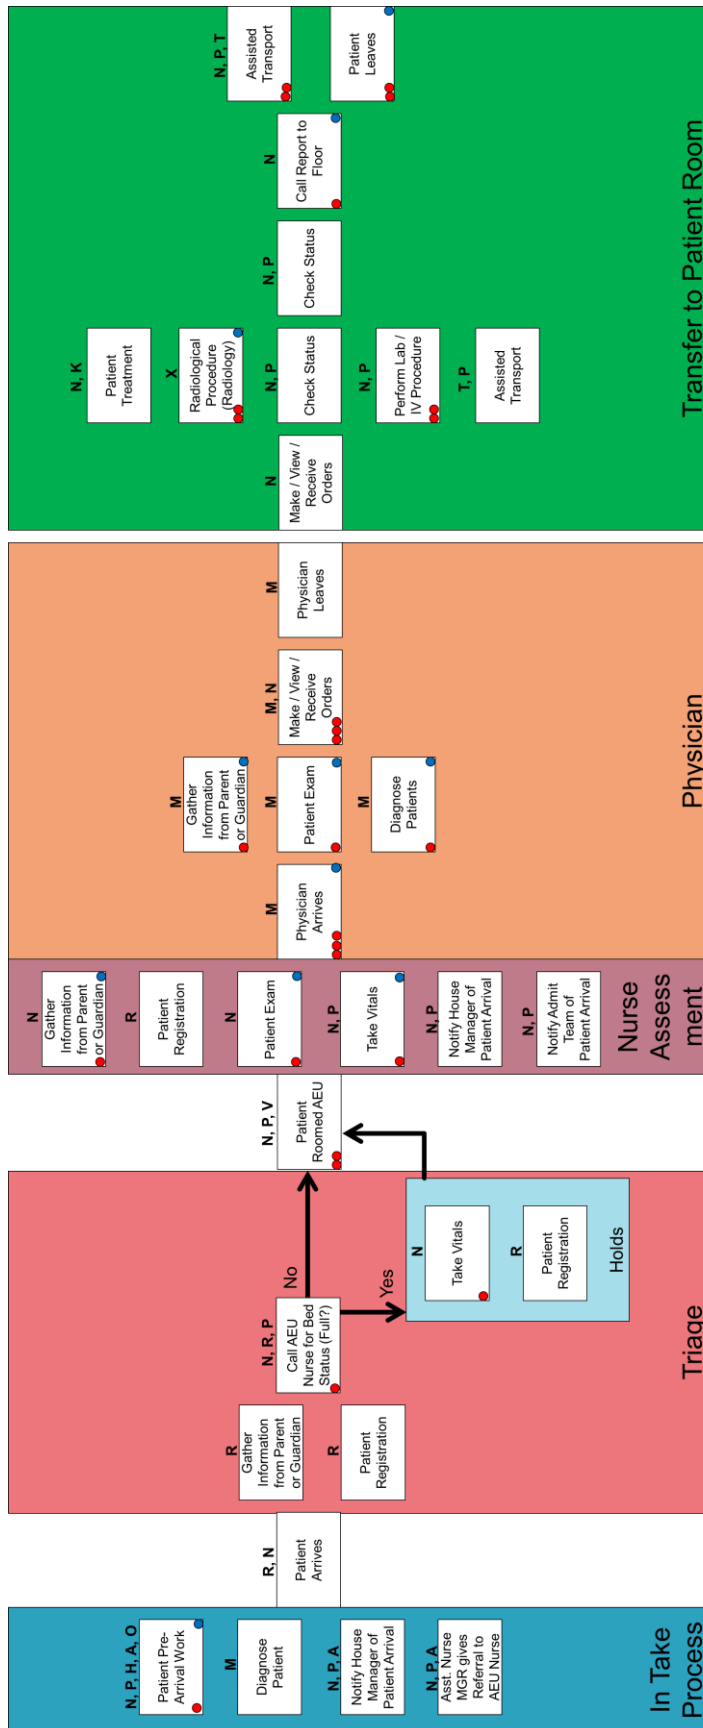 N, P, H, A, O
Patient Pre-
Arrival Work
M
Diagnose
Patient
N, P, A
Notify House
Manager of
Patient Arrival
N, P, A
Asst. Nurse
MGR gives
Referral to
AEU Nurse
In Take
Process
R, N
Patient
Arrives
R
Gather
Information
from Parent
or Guardian
R
Patient
Registration
N, R, P
Call AEU
Nurse for Bed
Status (Full?)
No
Yes
N
Take Vitals
R
Patient
Registration
Holds
Triage
N, P, V
Patient
Roomed AEU
N
Gather
Information
from Parent
or Guardian
R
Patient
Registration
N
Patient Exam
N, P
Take Vitals
N, P
Notify House
Manager of
Patient Arrival
N, P
Notify Admit
Team of
Patient Arrival
Nurse
Assess
ment
M
Physician
Arrives
M
Gather
Information
from Parent
or Guardian
M
Patient Exam
M
Diagnose
Patients
M, N
Make / View /
Receive
Orders
M
Physician
Leaves
Physician
N
Make / View /
Receive
Orders
N, K
Patient
Treatment
X
Radiological
Procedure
(Radiology)
N, P
Check Status
N, P
Perform Lab /
IV Procedure
T, P
Assisted
Transport
N, P
Check Status
N
Call Report to
Floor
N, P, T
Assisted
Transport
Patient
Leaves
Transfer to Patient Room